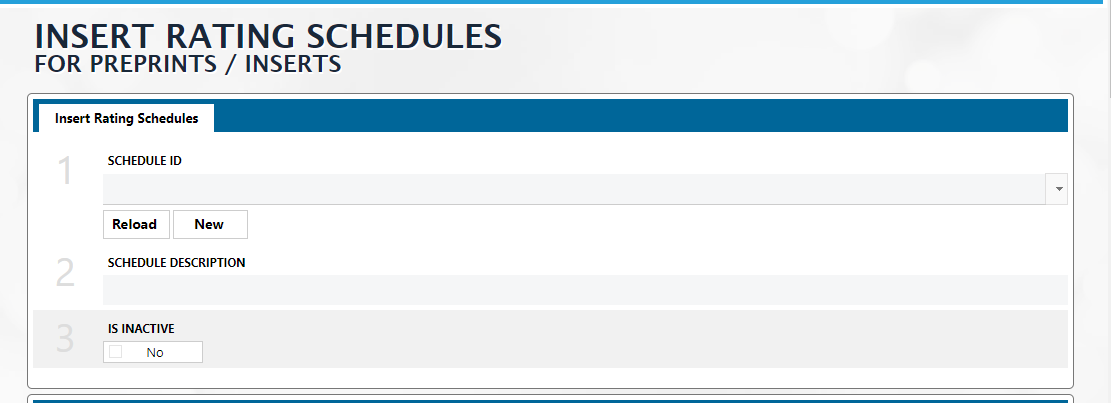 INSERT RATING SCHEDULES
FOR PREPRINTS / INSERTS
Insert Rating Schedules
1
SCHEDULE ID
Reload New
2
SCHEDULE DESCRIPTION
3
IS INACTIVE
No